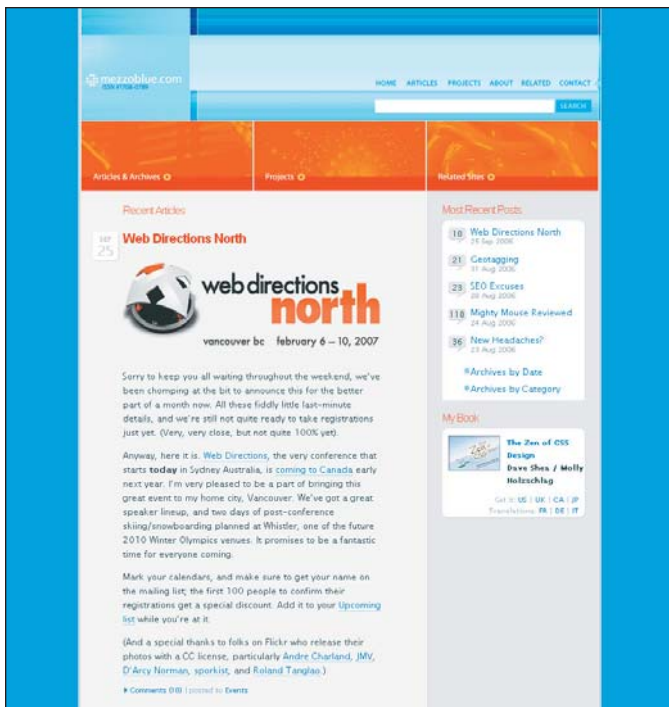 mezzoblue.com
HOME ARTICLES PROJECTS ABOUT RELATED CONTACT
SEARCH
Articles & Archives
Projects
Related Sites
Recent Articles
SEP
25
Web Directions North
web directions
north
vancouver bc february 6 – 10, 2007
Sorry to keep you all waiting throughout the weekend, we've
been chomping at the bit to announce this for the better
part of a month now. All these fiddly little last-minute
details, and we're still not quite ready to take registrations
just yet. (Very, very close, but not quite 100% yet).
Anyway, here it is. Web Directions, the very conference that
starts today in Sydney Australia, is coming to Canada early
next year. I'm very pleased to be a part of bringing this
great event to my home city, Vancouver. We've got a great
speaker lineup, and two days of post-conference
skiing/snowboarding planned at Whistler, one of the future
2010 Winter Olympics venues. It promises to be a fantastic
time for everyone coming.
Mark your calendars, and make sure to get your name on
the mailing list; the first 100 people to confirm their
registrations get a special discount. Add it to your Upcoming
list while you're at it.
(And a special thanks to folks on Flickr who release their
photos with a CC license, particularly Andre Charland, JMV,
D'Arcy Norman, sporkist, and Roland Tanglao.)
Comments (10) | posted to Events
Most Recent Posts
10 Web Directions North
25 Sep 2006
21 Geotagging
31 Aug 2006
23 SEO Excuses
28 Aug 2006
118 Mighty Mouse Reviewed
24 Aug 2006
36 New Headaches?
23 Aug 2006
Archives by Date
Archives by Category
My Book
The Zen of CSS
Design
Dave Shea / Molly
Holzschlag
Get it: US | UK | CA | JP
Translations: FR | DE | IT